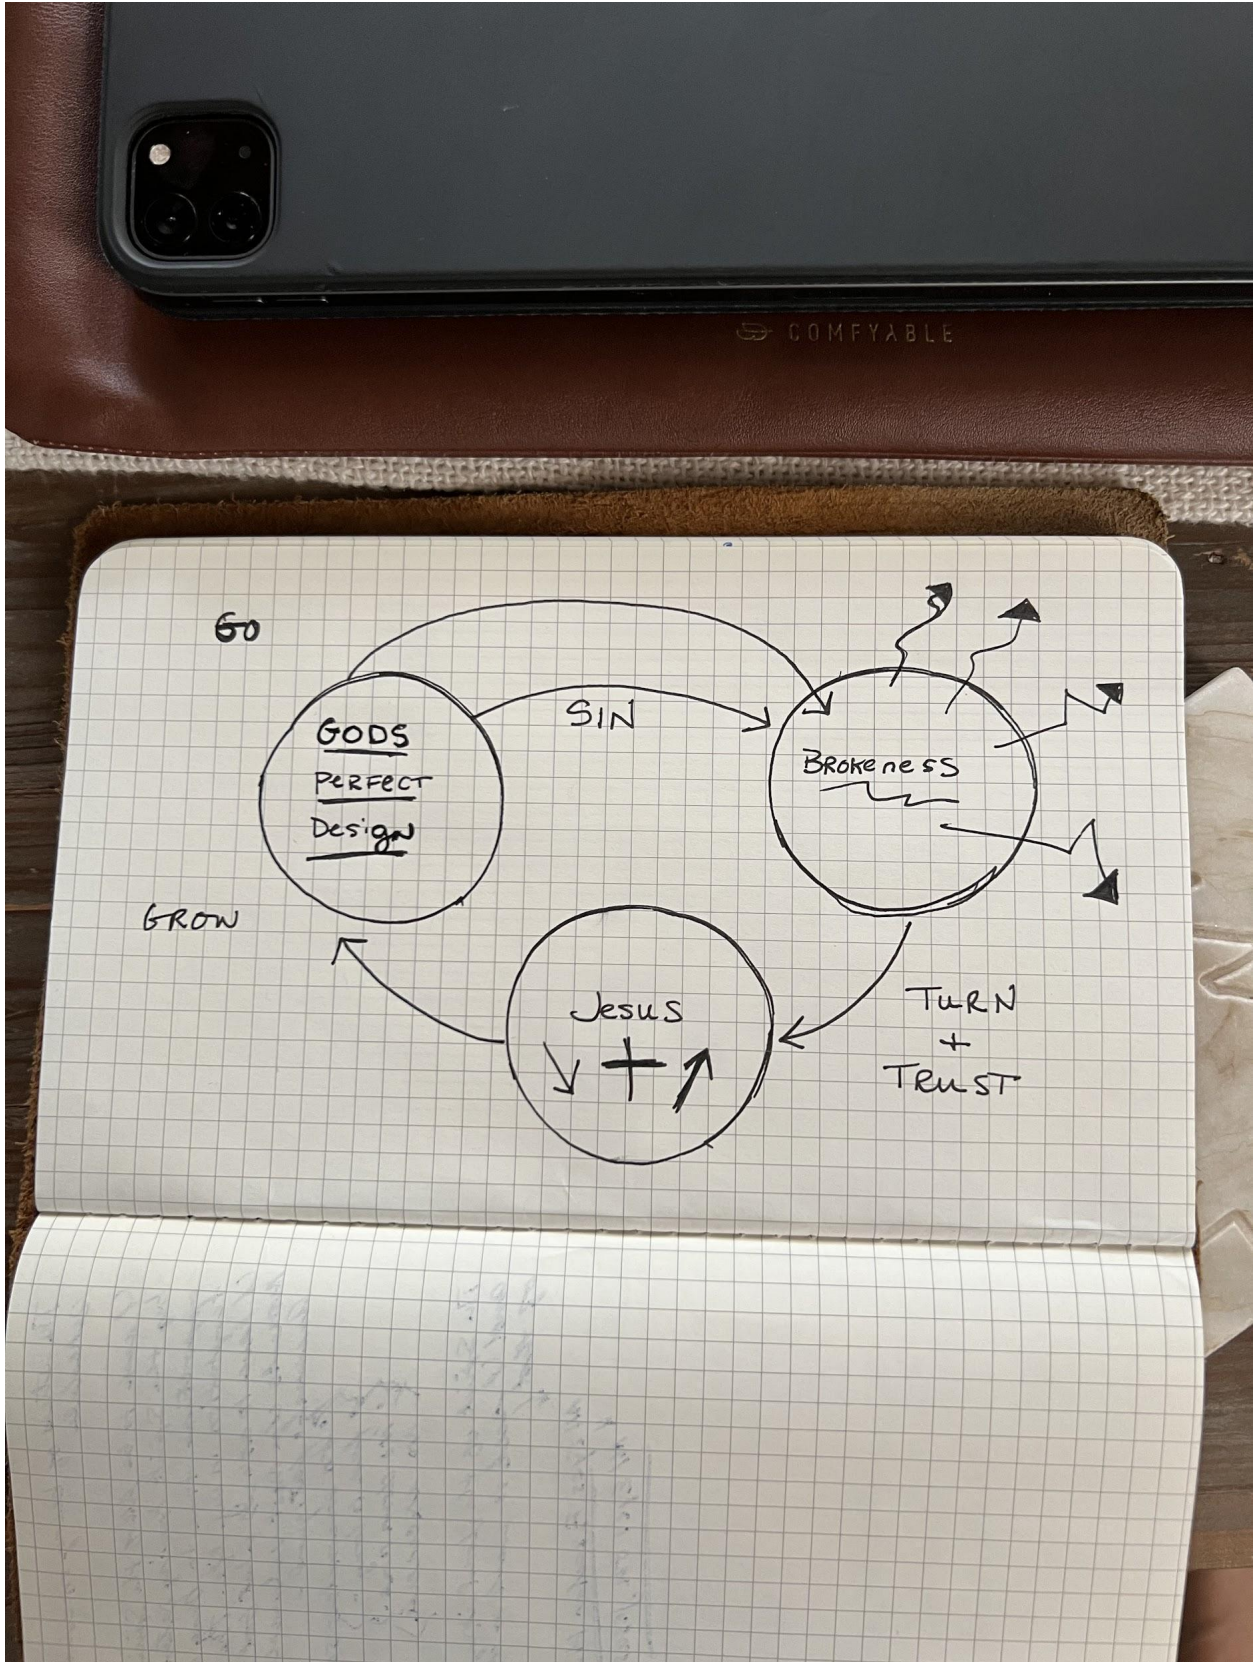 COMFYABLE
GO
SIN
GODS
PERFECT
Design
BROKeneSS
GROW
Jesus
TURN
+
TRUST